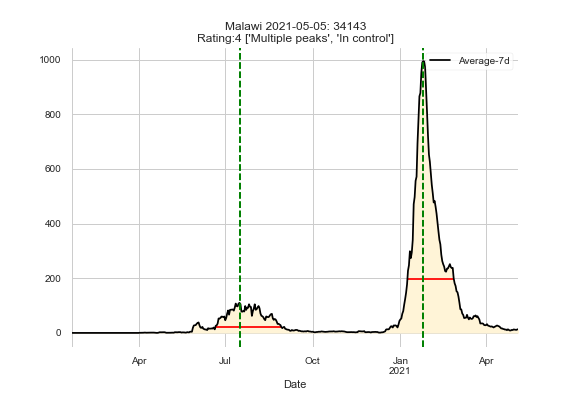 Malawi 2021-05-05: 34143
Rating:4 ['Multiple peaks', 'In control']
Average-7d
1000
800
600
400
200
0
Apr
Jul
Oct
Jan
2021
Apr
Date